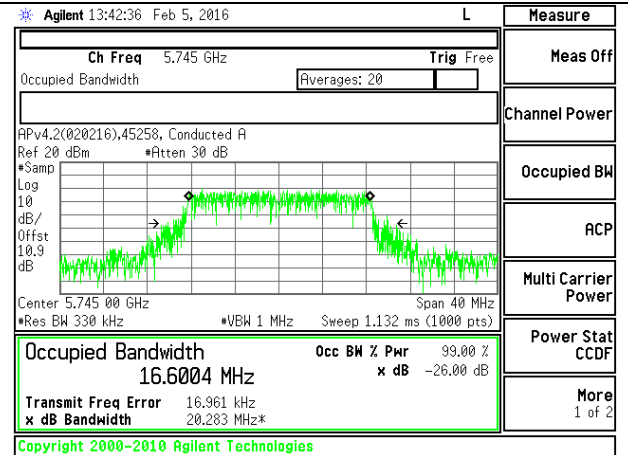 Agilent 13:42:36 Feb 5, 2016 L Measure
Ch Freq 5.745 GHz Trig Free
Meas Off
Occupied Bandwidth Averages: 20
Channel Power
APv4.2(020216),45258, Conducted A
Ref 20 dBm #Atten 30 dB
#Samp
Log
10
dB/
Offst
10.9
dB
Occupied BW
ACP
Multi Carrier
Power
Center 5.745 00 GHz Span 40 MHz
#Res BW 330 kHz #VBW 1 MHz Sweep 1.132 ms (1000 pts)
Power Stat
CCDF
Occupied Bandwidth Occ BW % Pwr 99.00 %
16.6004 MHz x dB -26.00 dB
Transmit Freq Error 16.961 kHz
x dB Bandwidth 20.283 MHz*
More
1 of 2
Copyright 2000-2010 Agilent Technologies